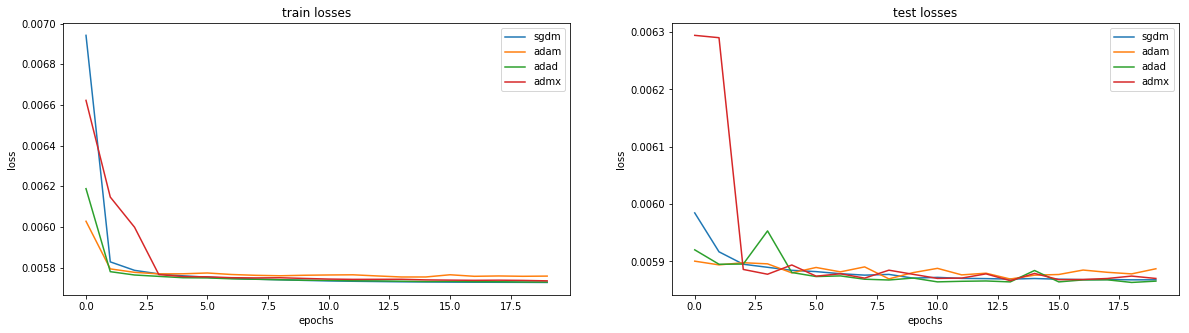 train losses
0.0070
0.0068
0.0066
0.0064
0.0062
0.0060
0.0058
loss
0.0 2.5 5.0 7.5 10.0 12.5 15.0 17.5
epochs
sgdm
adam
adad
admx
test losses
0.0063
0.0062
0.0061
0.0060
0.0059
loss
0.0 2.5 5.0 7.5 10.0 12.5 15.0 17.5
epochs
sgdm
adam
adad
admx